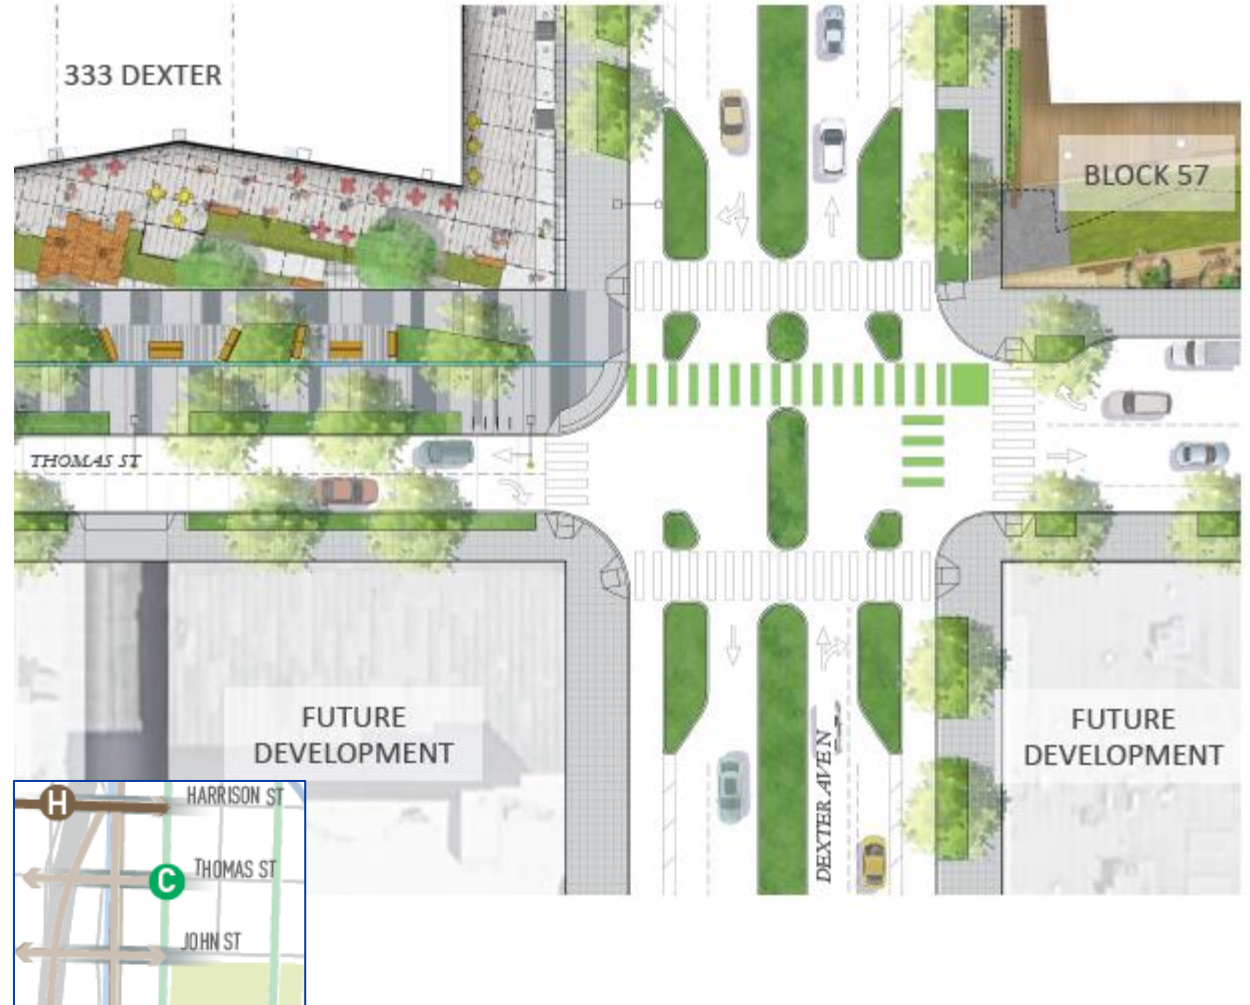 333 DEXTER
BLOCK 57
THOMAS ST
FUTURE
DEVELOPMENT
FUTURE
DEVELOPMENT
DEXTER AVE N
H
HARRISON ST
THOMAS ST
C
JOHN ST